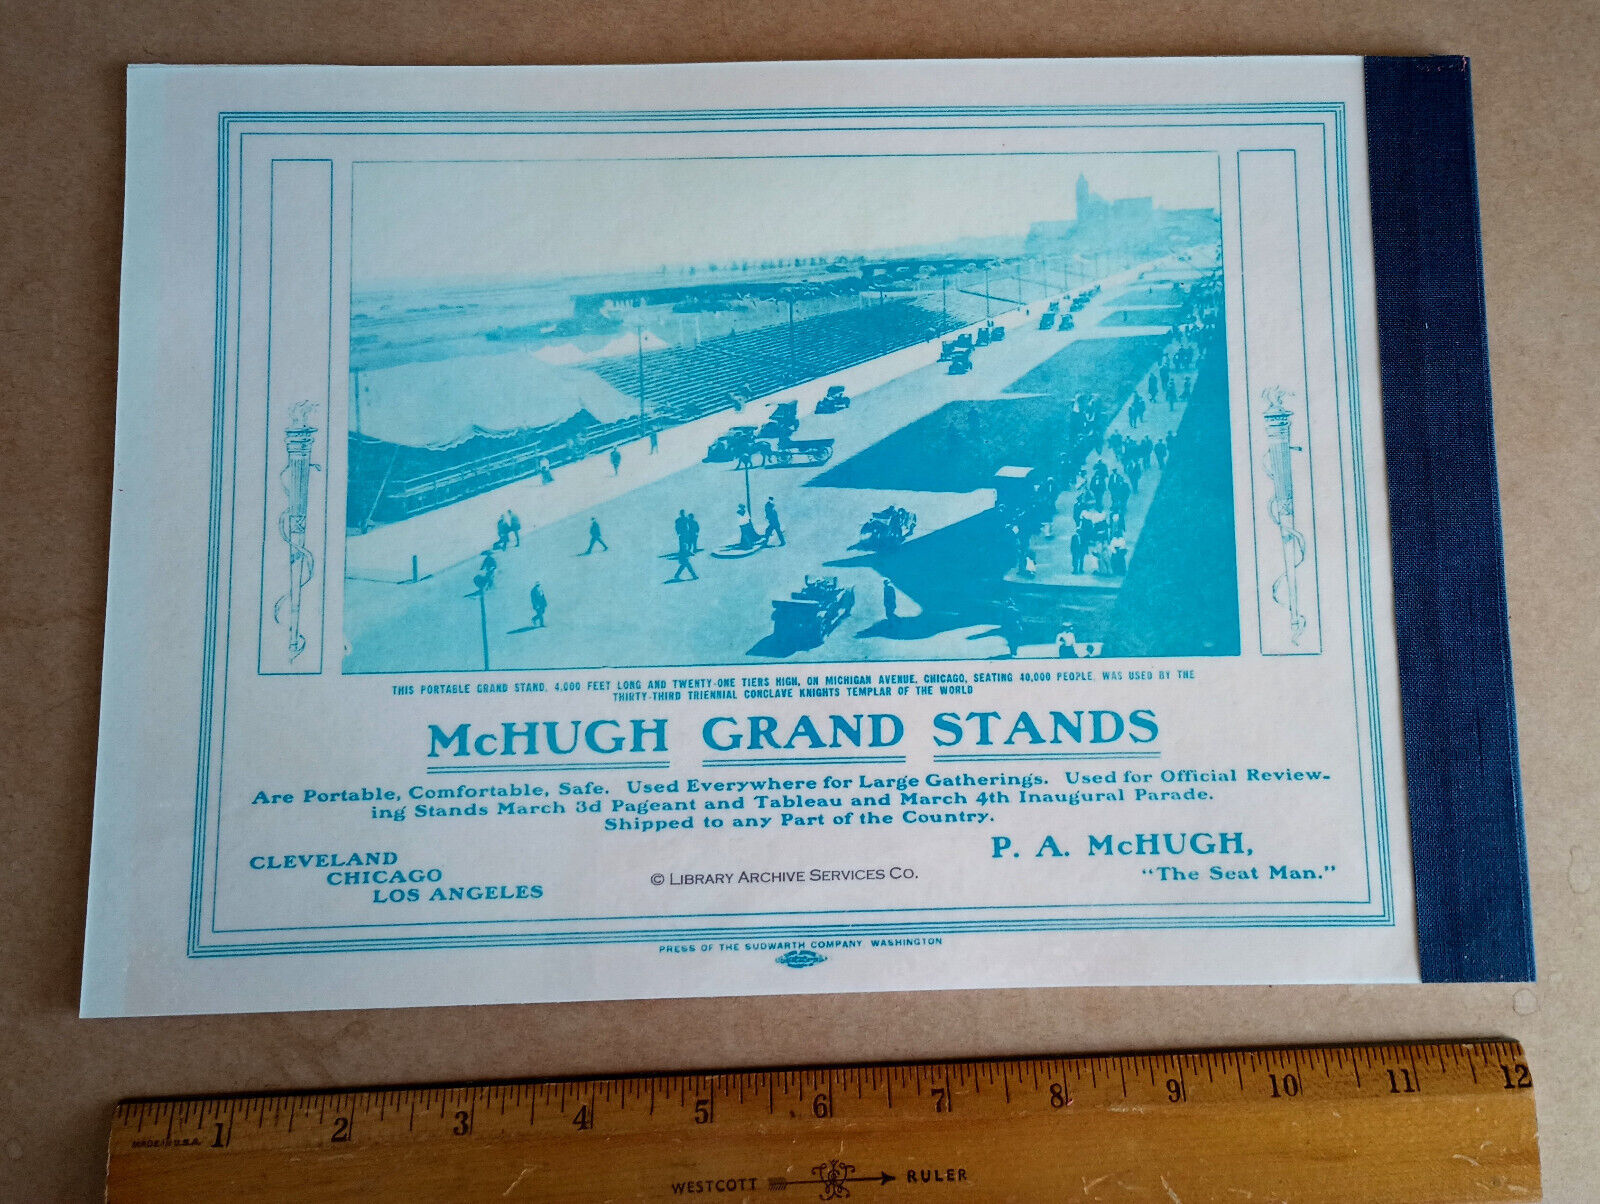 THIS PORTABLE GRAND STAND, 4,000 FEET LONG AND TWENTY-ONE TIERS HIGH, ON MICHIGAN AVENUE, CHICAGO, SEATING 40,000 PEOPLE, WAS USED BY THE
THIRTY-THIRD TRIENNIAL CONCLAVE KNIGHTS TEMPLAR OF THE WORLD
McHUGH GRAND STANDS
Are Portable, Comfortable, Safe. Used Everywhere for Large Gatherings. Used for Official Review-
ing Stands March 3d Pageant and Tableau and March 4th Inaugural Parade.
Shipped to any Part of the Country.
P. A. McHUGH,
"The Seat Man."
CLEVELAND
CHICAGO
LOS ANGELES
© LIBRARY ARCHIVE SERVICES CO.
PRESS OF THE SUDWARTH COMPANY WASHINGTON
1 2 3 4 5 6 7 8 9 10 11 12
MADE IN U.S.A.
WESTCOTT RULER